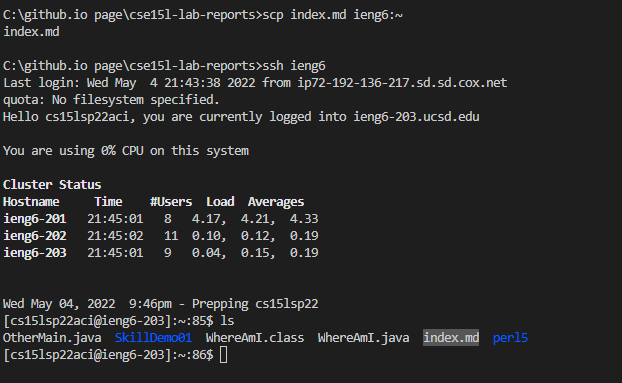 C:\github.io page\cse15l-lab-reports>scp index.md ieng6:~
index.md
C:\github.io page\cse15l-lab-reports>ssh ieng6
Last login: Wed May  4 21:43:38 2022 from ip72-192-136-217.sd.sd.cox.net
quota: No filesystem specified.
Hello cs15lsp22aci, you are currently logged into ieng6-203.ucsd.edu
You are using 0% CPU on this system
Cluster Status
Hostname     Time    #Users  Load  Averages
ieng6-201   21:45:01   8   4.17,  4.21,  4.33
ieng6-202   21:45:02   11  0.10,  0.12,  0.19
ieng6-203   21:45:01   9   0.04,  0.15,  0.19
Wed May 04, 2022  9:46pm - Prepping cs15lsp22
[cs15lsp22aci@ieng6-203]:~:85$ ls
OtherMain.java  SkillDemo01  WhereAmI.class  WhereAmI.java  index.md  perl5
[cs15lsp22aci@ieng6-203]:~:86$